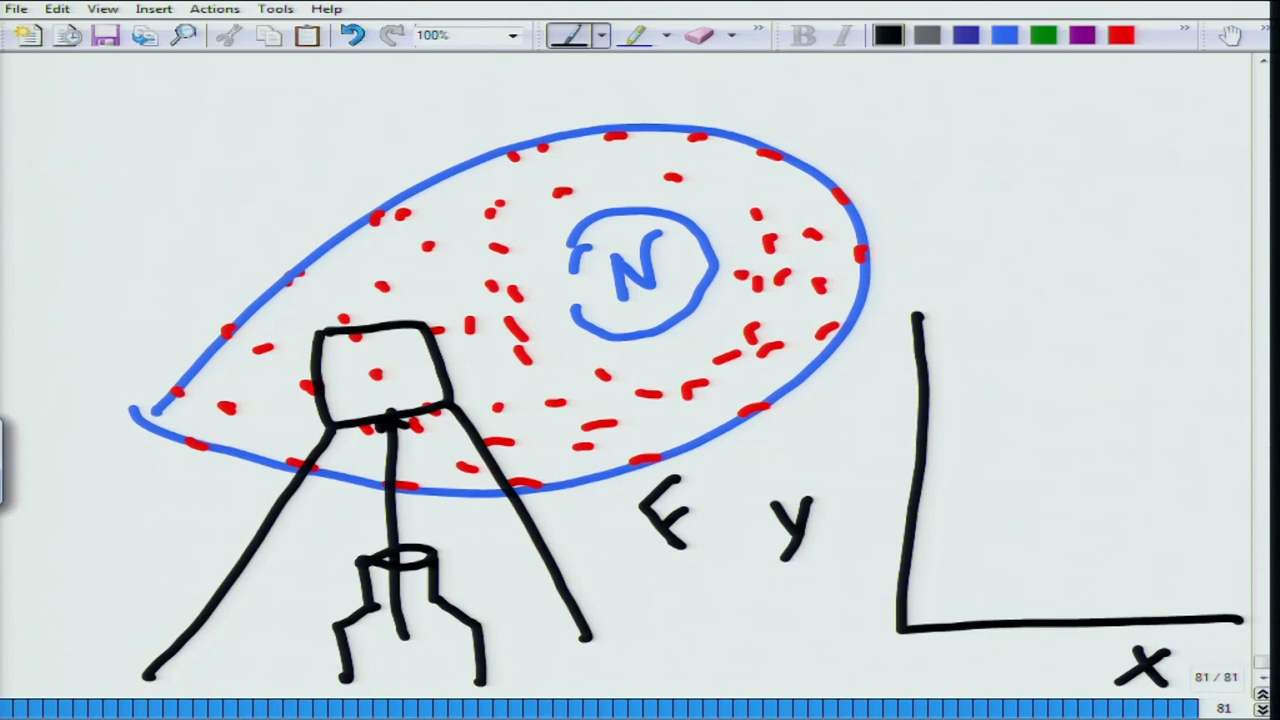 File Edit View Insert Actions Tools Help
100%
B I
N
F y
x
81 / 81
81